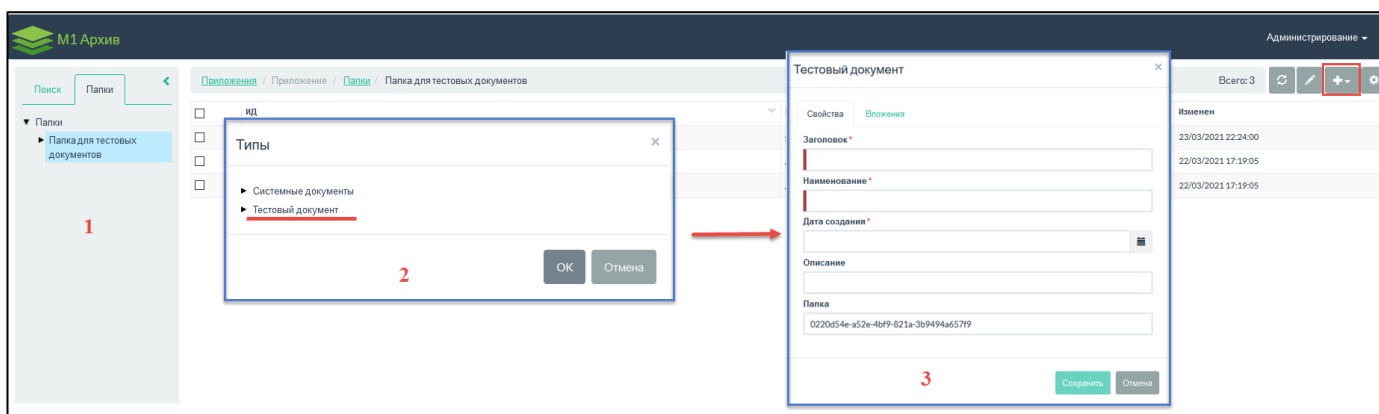 М1 Архив
Администрирование
Поиск
Папки
Приложения / Приложение / Папки / Папка для тестовых документов
Всего: 3
Папки
Папка для тестовых
документов
1
ИД
Изменен
23/03/2021 22:24:00
22/03/2021 17:19:05
22/03/2021 17:19:05
Типы
Системные документы
Тестовый документ
2
ОК
Отмена
Тестовый документ
Свойства
Вложения
Заголовок *
Наименование *
Дата создания *
Описание
Папка
0220d54e-a52e-4bf9-821a-3b9494a657f9
3
Сохранить
Отмена